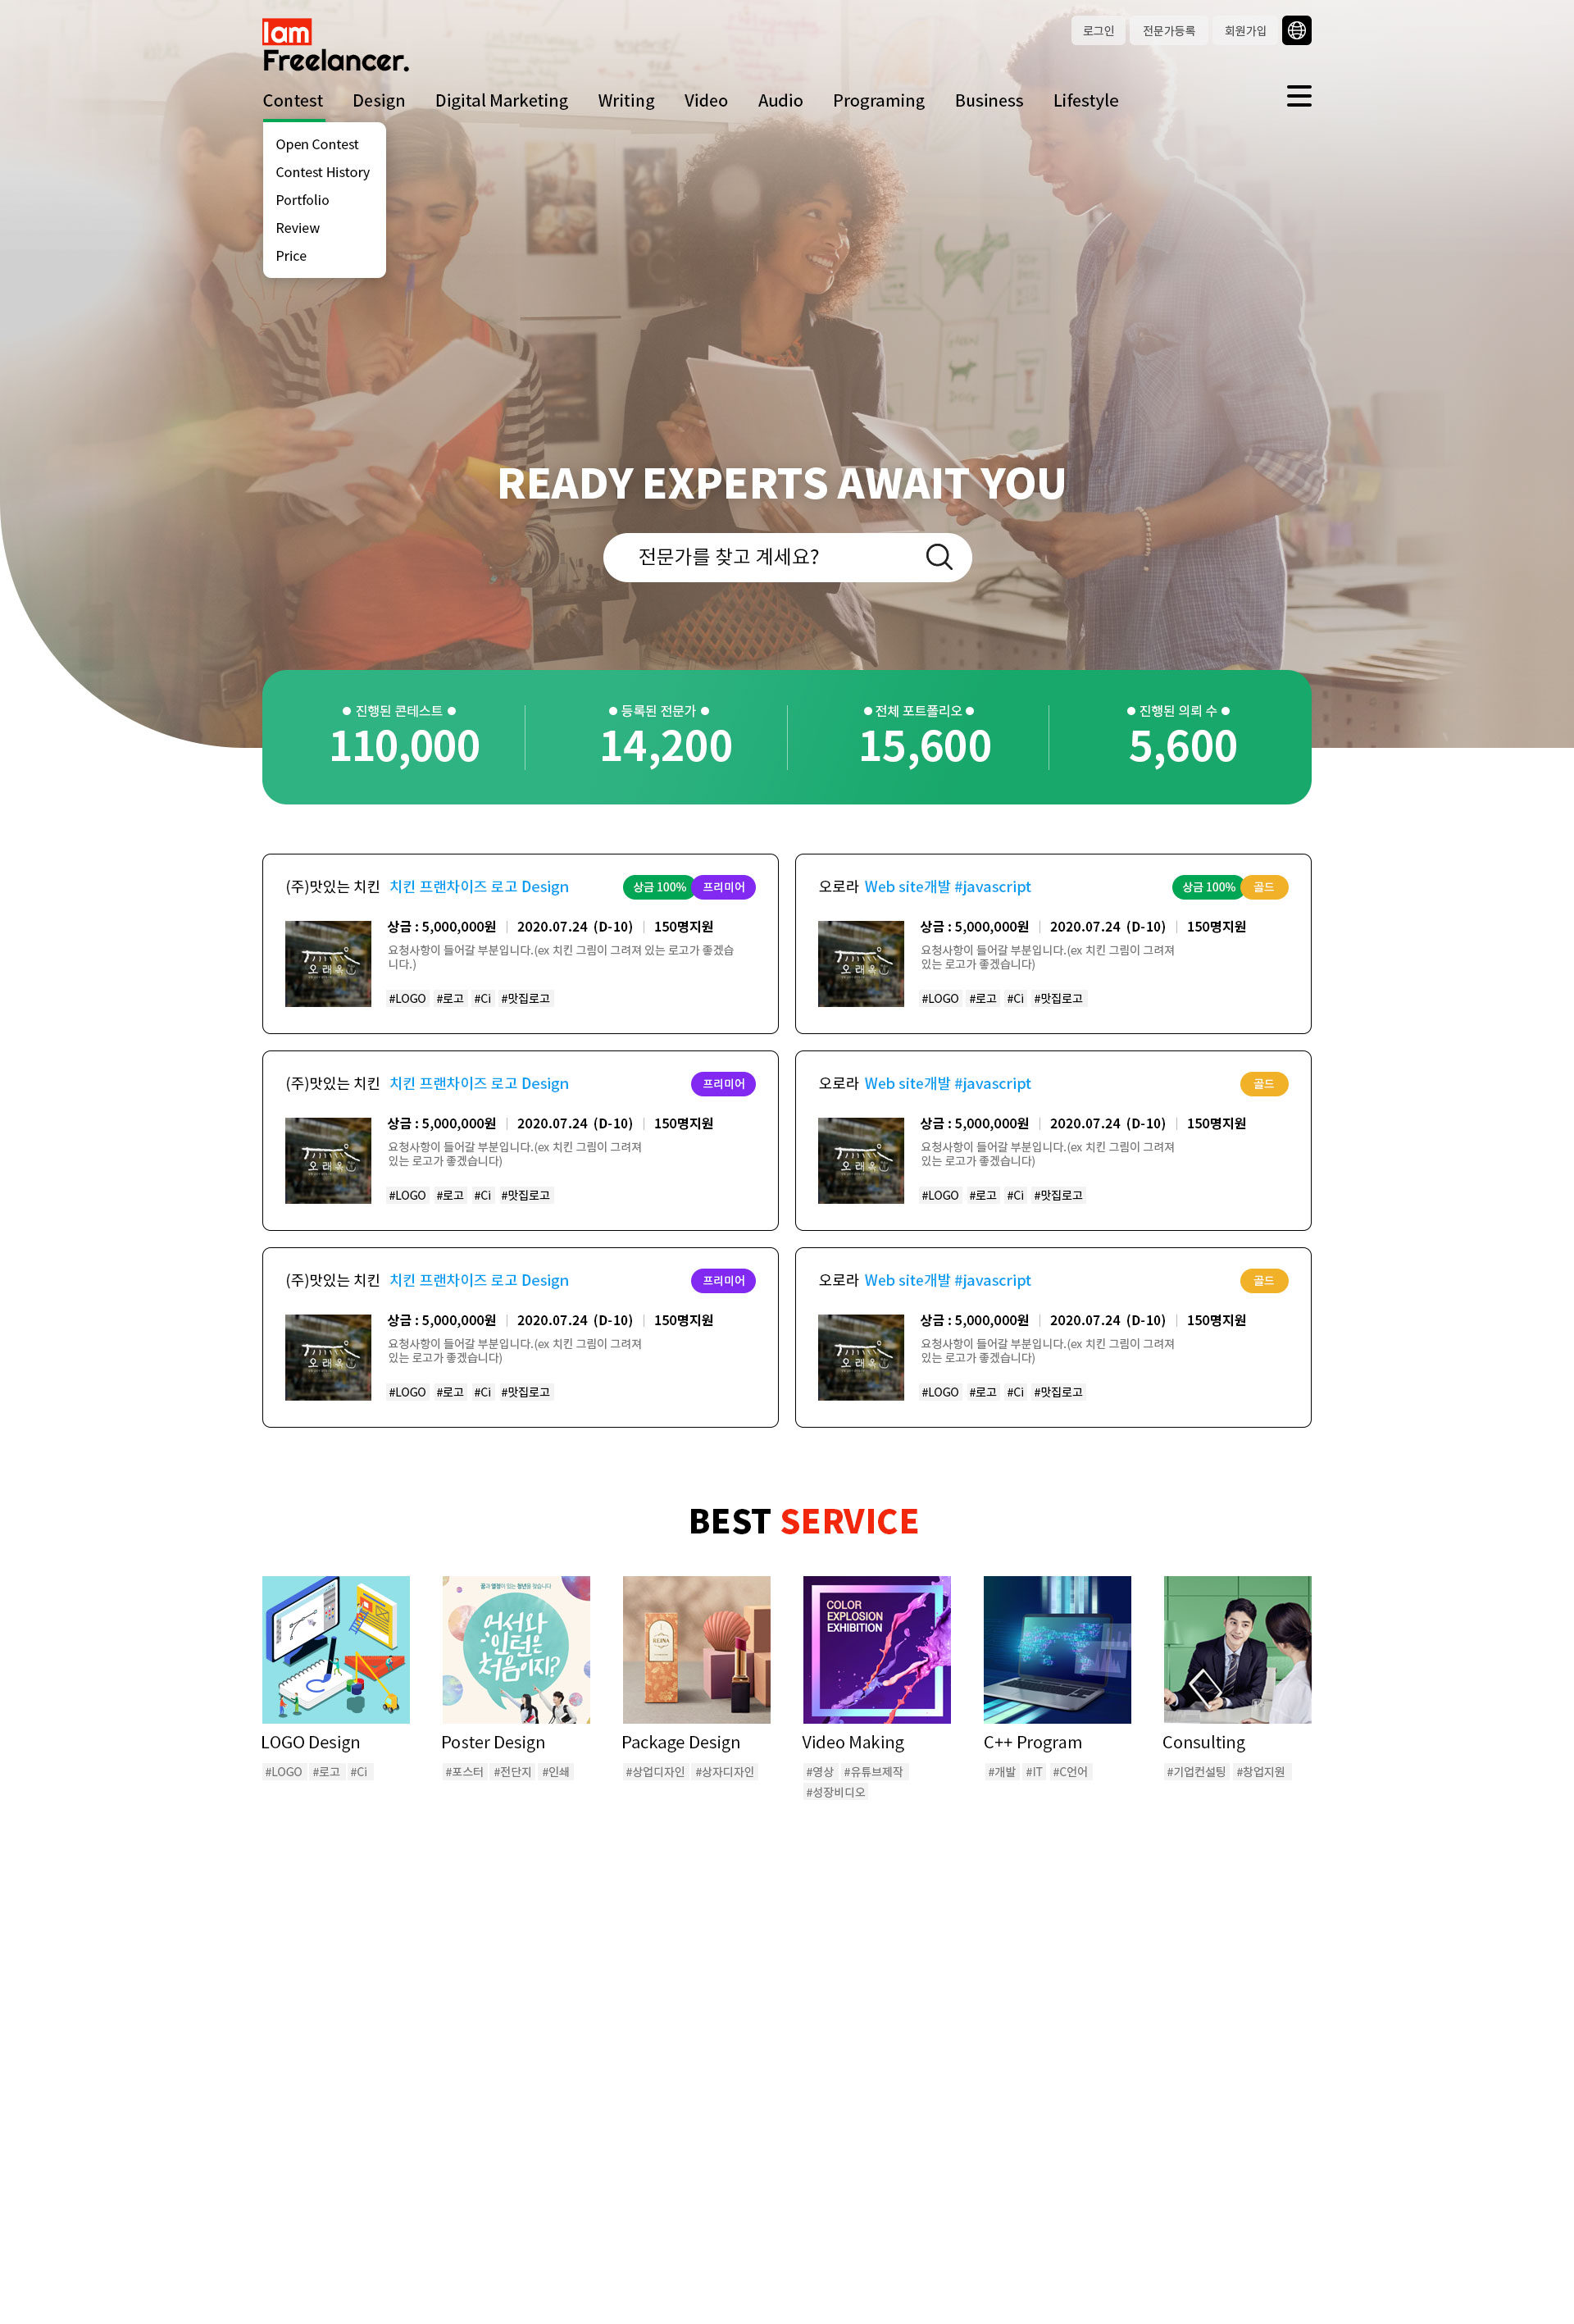 Iam
Freelancer.
로그인 전문가등록 회원가입
Contest Design Digital Marketing Writing Video Audio Programing Business Lifestyle
Open Contest
Contest History
Portfolio
Review
Price
READY EXPERTS AWAIT YOU
전문가를 찾고 계세요?
진행된 콘테스트
110,000
등록된 전문가
14,200
전체 포트폴리오
15,600
진행된 의뢰 수
5,600
(주)맛있는 치킨 치킨 프랜차이즈 로고 Design 상금 100% 프리미어
상금 : 5,000,000원 | 2020.07.24 (D-10) | 150명지원
요청사항이 들어갈 부분입니다.(ex 치킨 그림이 그려져 있는 로고가 좋겠습
니다.)
#LOGO #로고 #Ci #맛집로고
오로라 Web site개발 #javascript 상금 100% 골드
상금 : 5,000,000원 | 2020.07.24 (D-10) | 150명지원
요청사항이 들어갈 부분입니다.(ex 치킨 그림이 그려져
있는 로고가 좋겠습니다)
#LOGO #로고 #Ci #맛집로고
(주)맛있는 치킨 치킨 프랜차이즈 로고 Design 프리미어
상금 : 5,000,000원 | 2020.07.24 (D-10) | 150명지원
요청사항이 들어갈 부분입니다.(ex 치킨 그림이 그려져
있는 로고가 좋겠습니다)
#LOGO #로고 #Ci #맛집로고
오로라 Web site개발 #javascript 골드
상금 : 5,000,000원 | 2020.07.24 (D-10) | 150명지원
요청사항이 들어갈 부분입니다.(ex 치킨 그림이 그려져
있는 로고가 좋겠습니다)
#LOGO #로고 #Ci #맛집로고
(주)맛있는 치킨 치킨 프랜차이즈 로고 Design 프리미어
상금 : 5,000,000원 | 2020.07.24 (D-10) | 150명지원
요청사항이 들어갈 부분입니다.(ex 치킨 그림이 그려져
있는 로고가 좋겠습니다)
#LOGO #로고 #Ci #맛집로고
오로라 Web site개발 #javascript 골드
상금 : 5,000,000원 | 2020.07.24 (D-10) | 150명지원
요청사항이 들어갈 부분입니다.(ex 치킨 그림이 그려져
있는 로고가 좋겠습니다)
#LOGO #로고 #Ci #맛집로고
BEST SERVICE
꿈과 열정이 있는 청년을 찾습니다
어서와
인턴은
처음이지?
REINA
COLOR
EXPLOSION
EXHIBITION
LOGO Design
#LOGO #로고 #Ci
Poster Design
#포스터 #전단지 #인쇄
Package Design
#상업디자인 #상자디자인
Video Making
#영상 #유튜브제작
#성장비디오
C++ Program
#개발 #IT #C언어
Consulting
#기업컨설팅 #창업지원